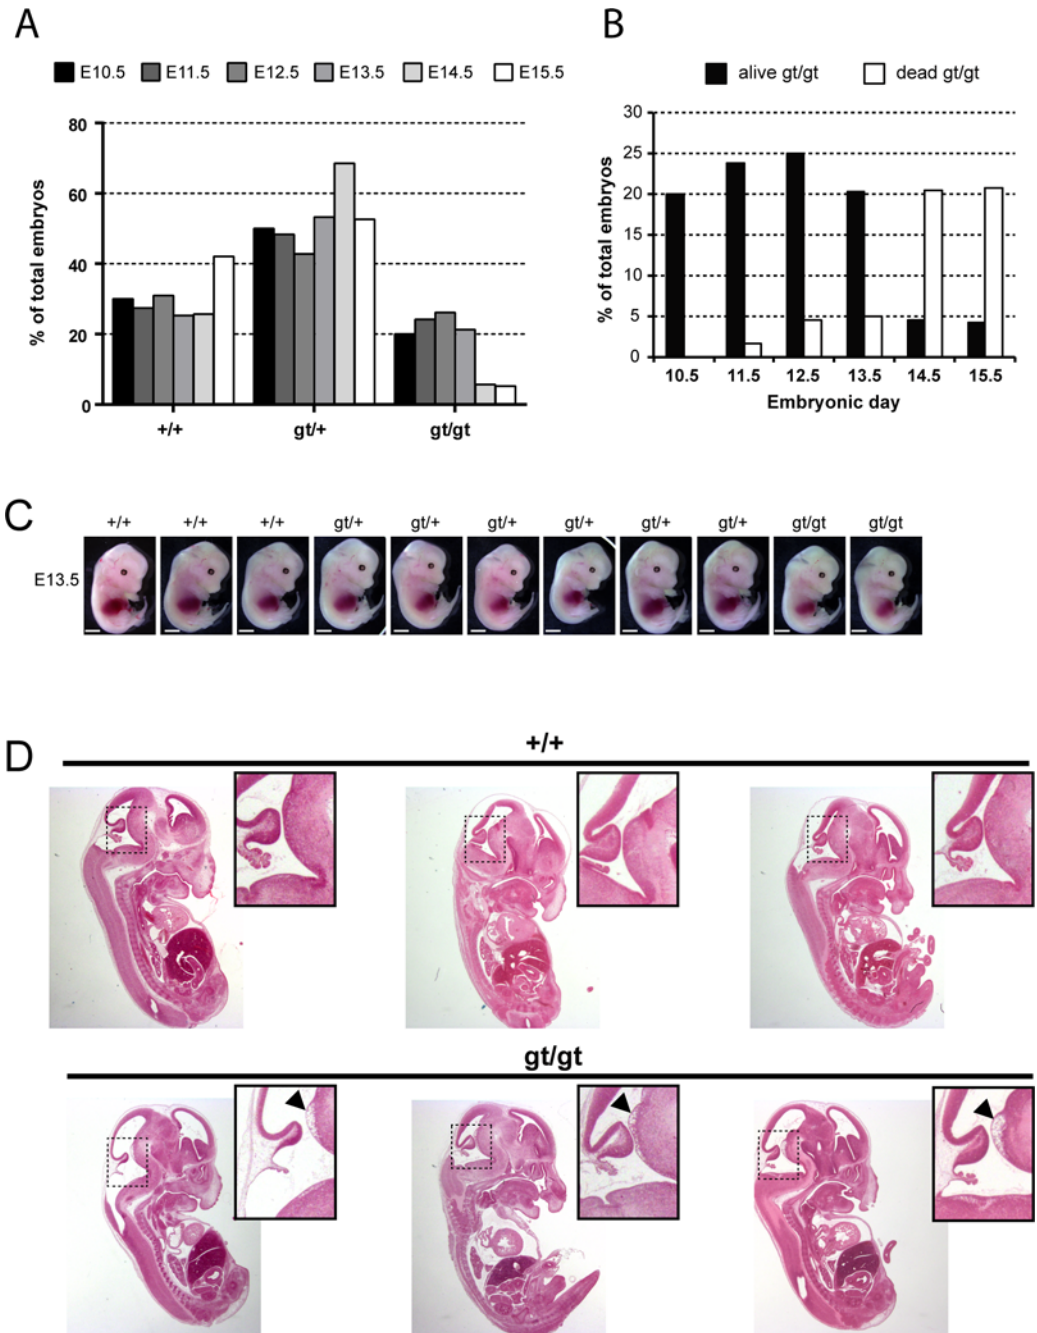 A
E10.5 E11.5 E12.5 E13.5 E14.5 E15.5
% of total embryos
80
60
40
20
0
+/+ gt/+ gt/gt
B
alive gt/gt dead gt/gt
% of total embryos
30
25
20
15
10
5
0
10.5 11.5 12.5 13.5 14.5 15.5
Embryonic day
C
+/+ +/+ +/+ gt/+ gt/+ gt/+ gt/+ gt/+ gt/+ gt/gt gt/gt
E13.5
D
+/+
gt/gt